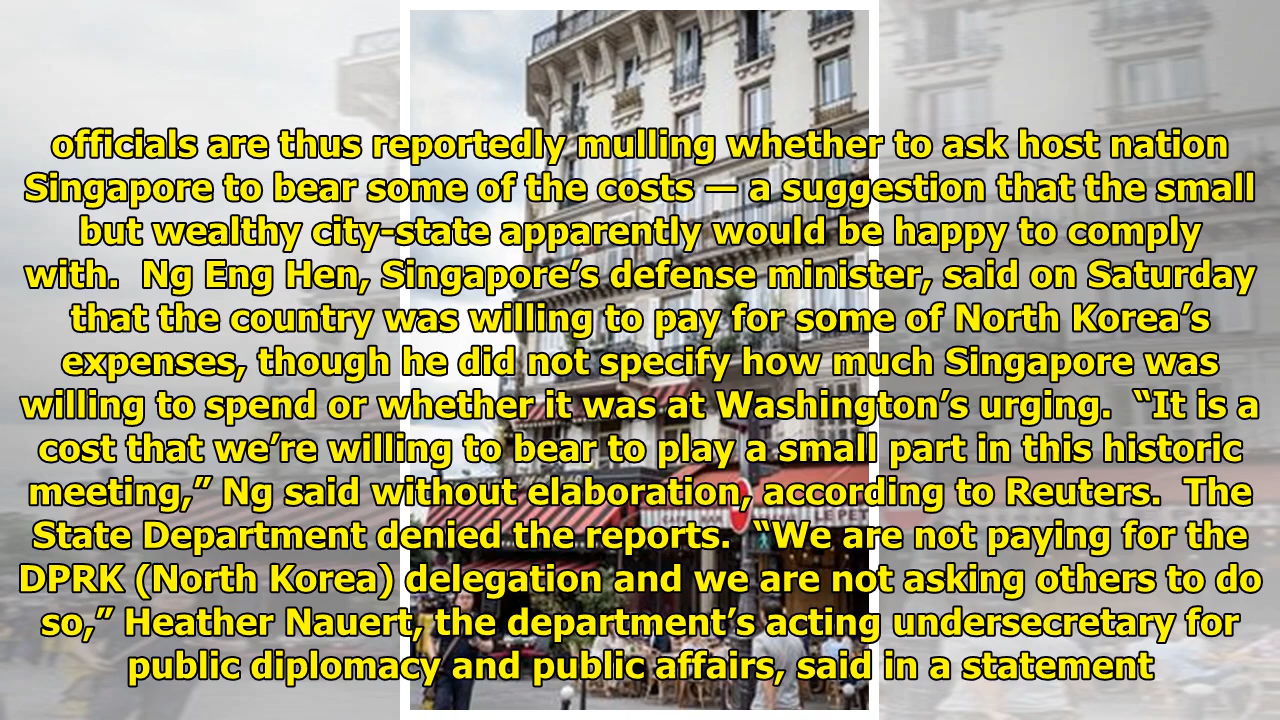 officials are thus reportedly mulling whether to ask host nation
Singapore to bear some of the costs — a suggestion that the small
but wealthy city-state apparently would be happy to comply
with.  Ng Eng Hen, Singapore’s defense minister, said on Saturday
that the country was willing to pay for some of North Korea’s
expenses, though he did not specify how much Singapore was
willing to spend or whether it was at Washington’s urging.  “It is a
cost that we’re willing to bear to play a small part in this historic
meeting,” Ng said without elaboration, according to Reuters.  The
LE PET
State Department denied the reports.  “We are not paying for the
DPRK (North Korea) delegation and we are not asking others to do
so,” Heather Nauert, the department’s acting undersecretary for
public diplomacy and public affairs, said in a statement